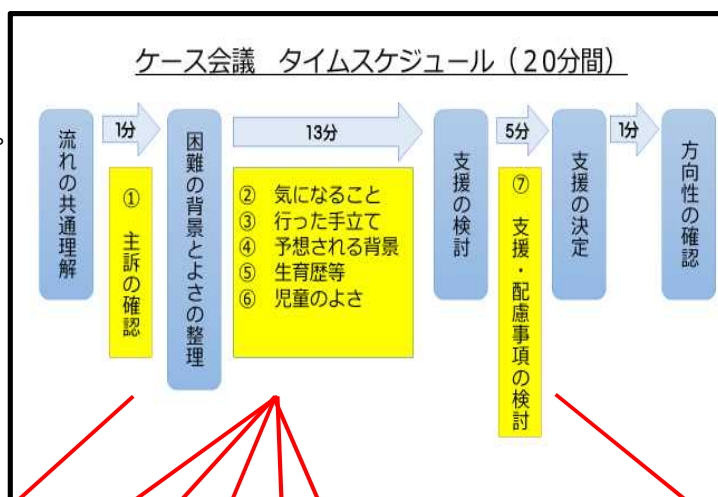 ケース会議　タイムスケジュール（２０分間）
流れの共通理解
1分
① 主訴の確認
困難の背景とよさの整理
13分
② 気になること
③ 行った手立て
④ 予想される背景
⑤ 生育歴等
⑥ 児童のよさ
支援の検討
5分
⑦ 支援・配慮事項の検討
支援の決定
1分
方向性の確認
。